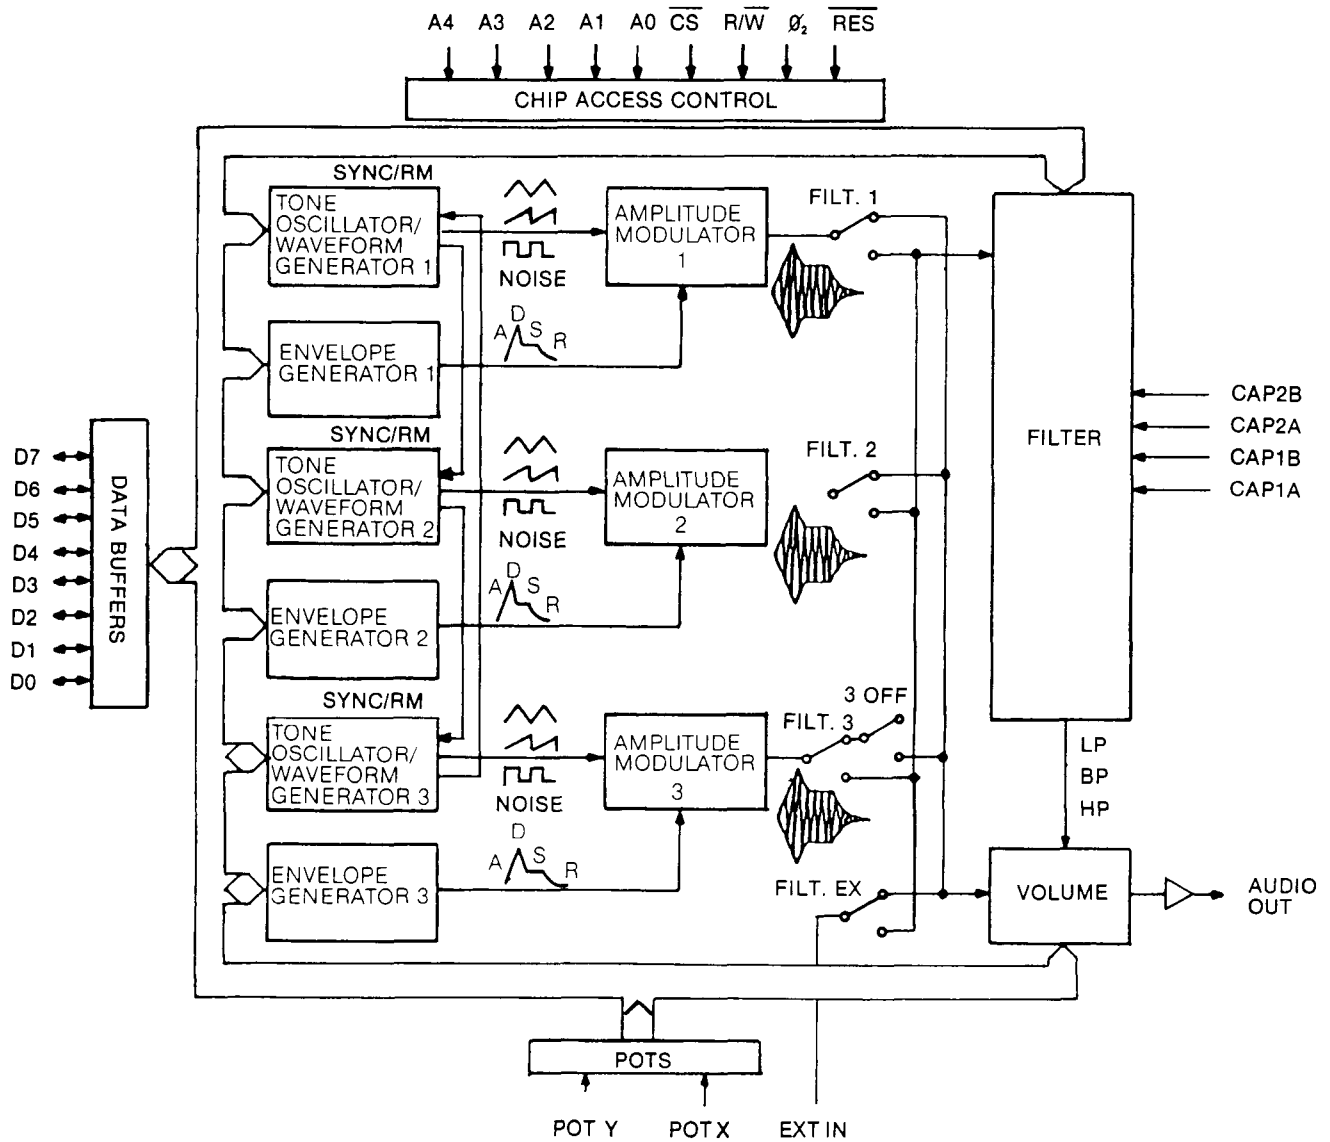 A4 A3 A2 A1 A0 C̅S̅ R/W̅ Ø₂ R̅E̅S̅
CHIP ACCESS CONTROL
SYNC/RM
TONE
OSCILLATOR/
WAVEFORM
GENERATOR 1
NOISE
AMPLITUDE
MODULATOR
1
FILT. 1
ENVELOPE
GENERATOR 1
A D S R
SYNC/RM
TONE
OSCILLATOR/
WAVEFORM
GENERATOR 2
NOISE
AMPLITUDE
MODULATOR
2
FILT. 2
ENVELOPE
GENERATOR 2
A D S R
SYNC/RM
TONE
OSCILLATOR/
WAVEFORM
GENERATOR 3
NOISE
AMPLITUDE
MODULATOR
3
FILT. 3
3 OFF
ENVELOPE
GENERATOR 3
A D S R
FILT. EX
D7
D6
D5
D4
D3
D2
D1
D0
DATA BUFFERS
FILTER
CAP2B
CAP2A
CAP1B
CAP1A
LP
BP
HP
VOLUME
AUDIO
OUT
POTS
POT Y POT X EXT IN